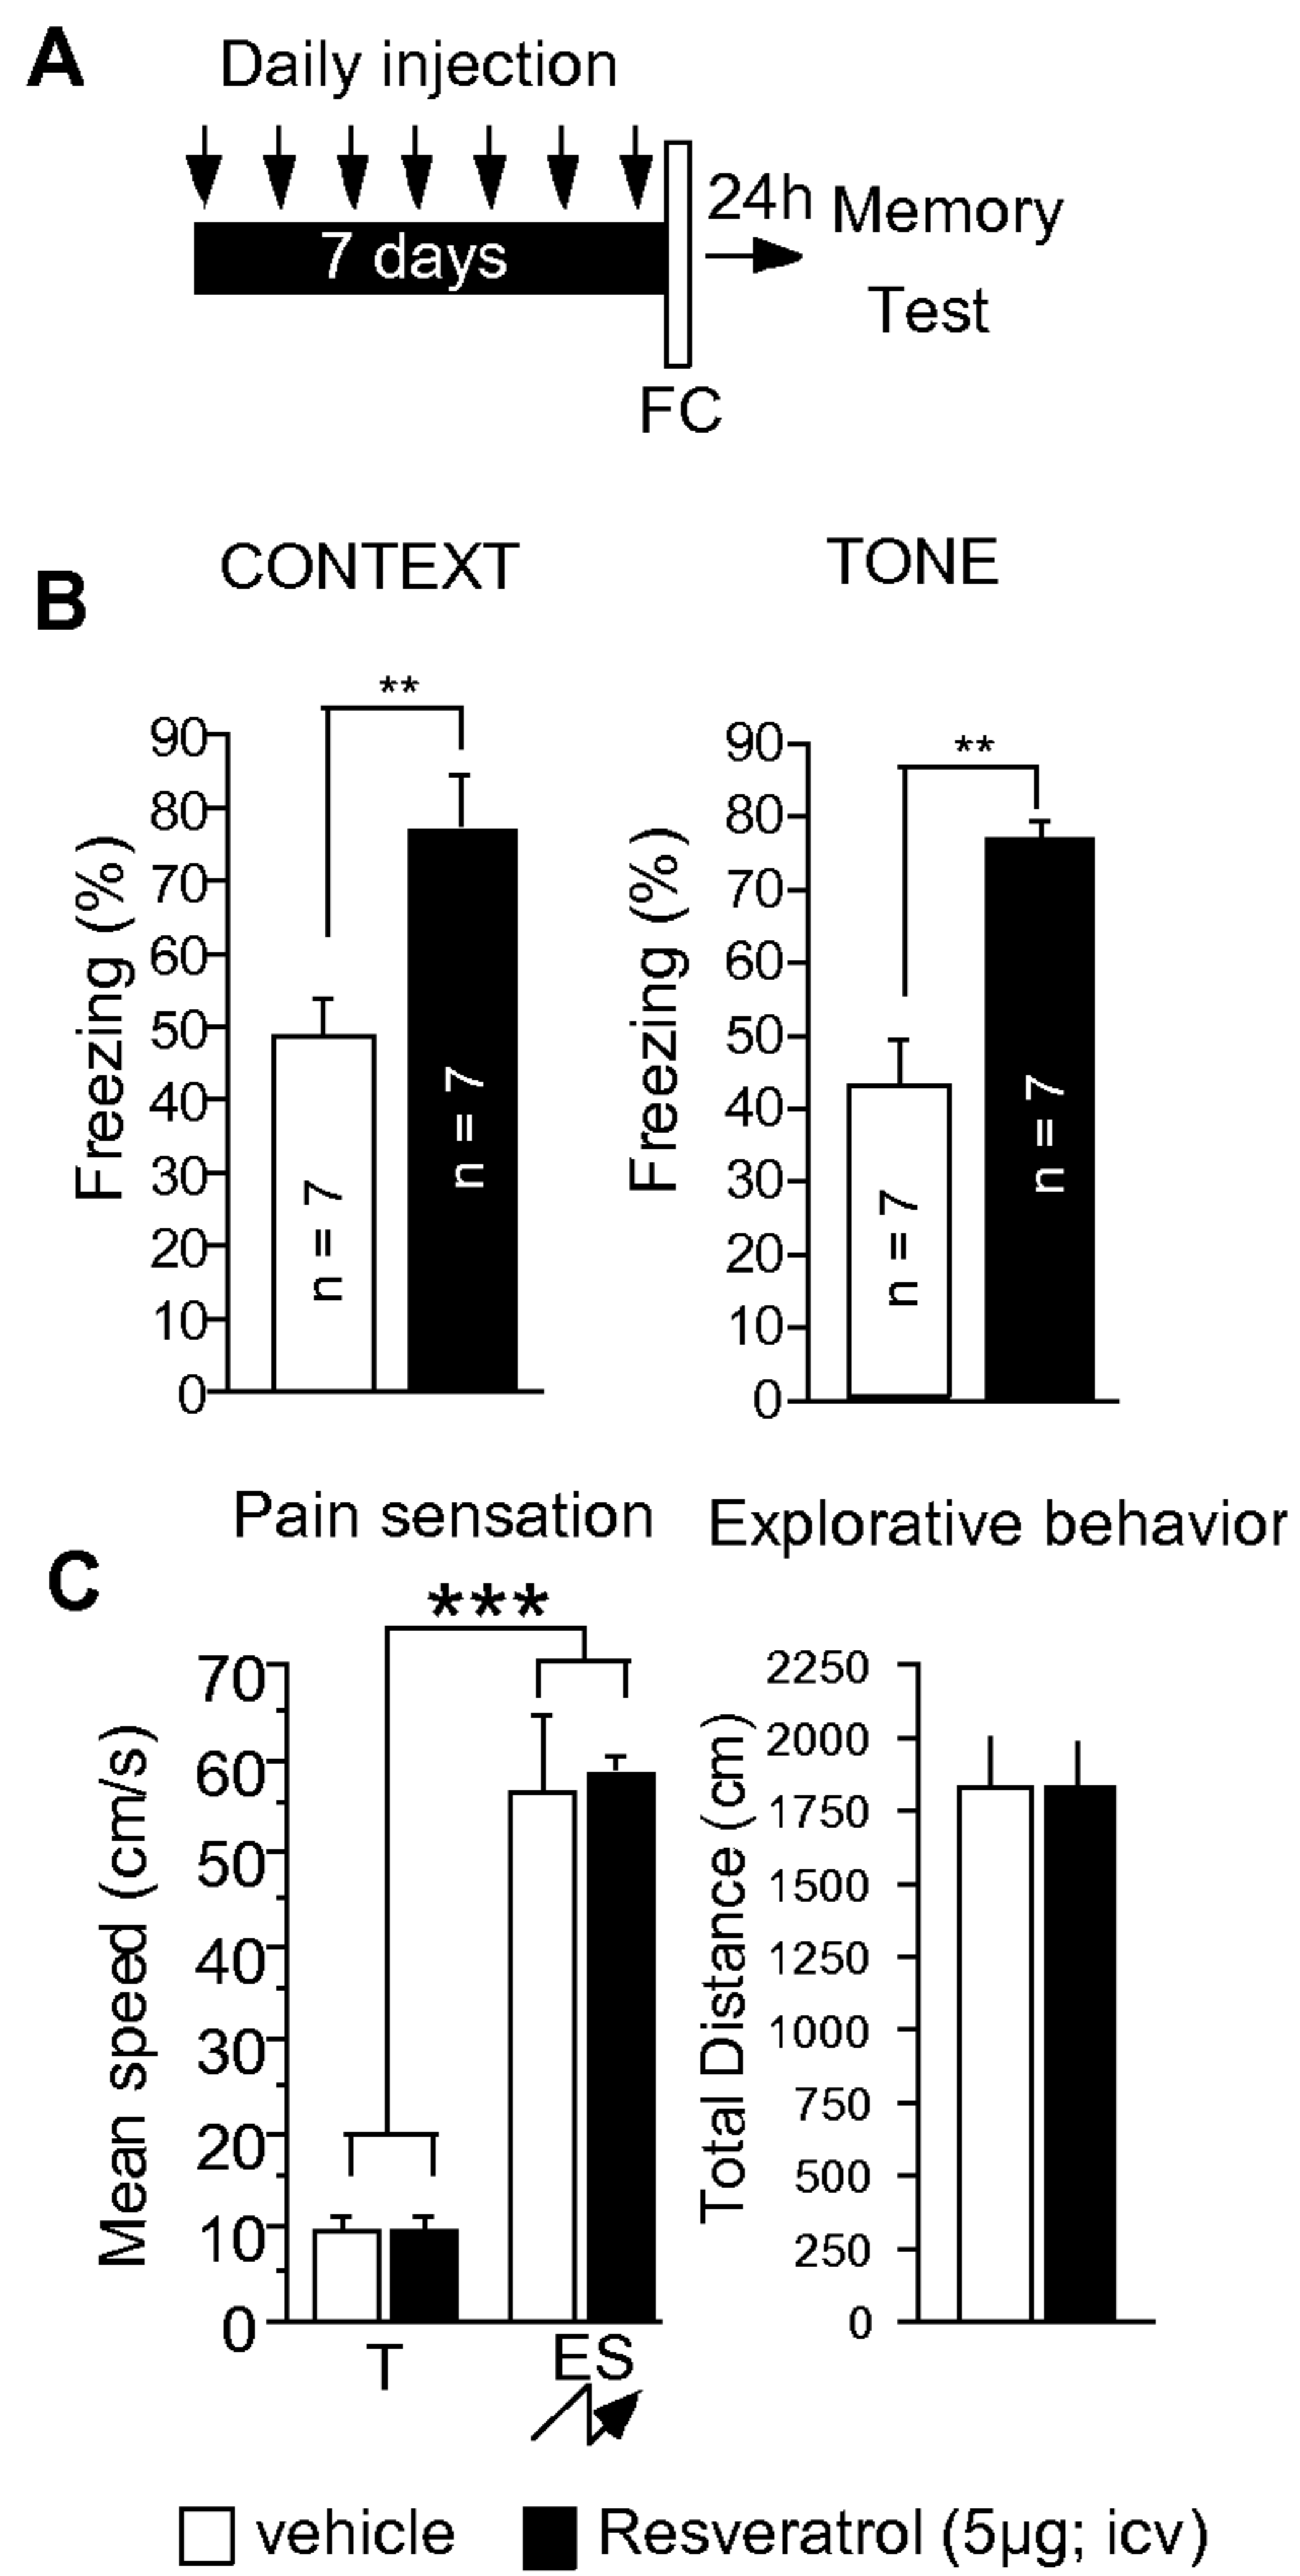 A
Daily injection
7 days
24h
Memory
Test
FC
B
CONTEXT
TONE
**
**
Freezing (%)
90
80
70
60
50
40
30
20
10
0
n = 7
n = 7
Freezing (%)
90
80
70
60
50
40
30
20
10
0
n = 7
n = 7
C
Pain sensation
Explorative behavior
***
Mean speed (cm/s)
70
60
50
40
30
20
10
0
T
ES
Total Distance (cm)
2250
2000
1750
1500
1250
1000
750
500
250
0
vehicle
Resveratrol (5µg; icv)